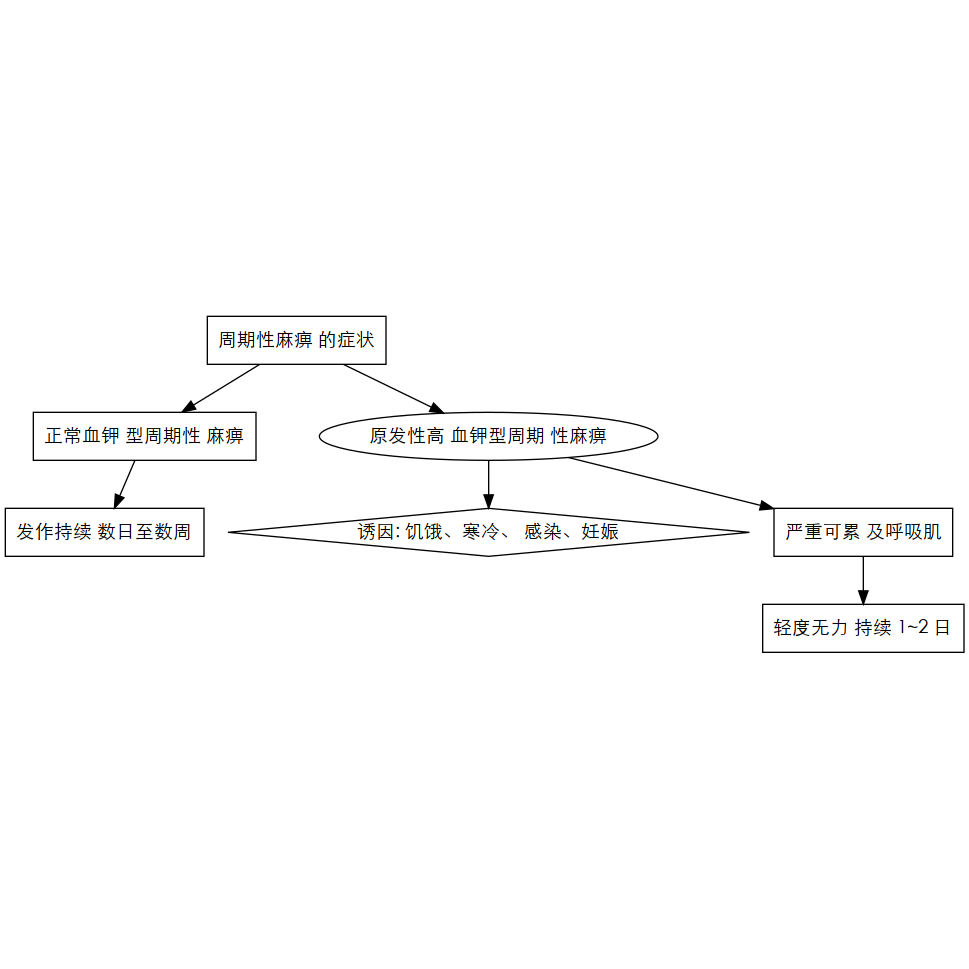 周期性麻痹 的症状
正常血钾 型周期性 麻痹
原发性高 血钾型周期 性麻痹
发作持续 数日至数周
诱因: 饥饿、寒冷、 感染、妊娠
严重可累 及呼吸肌
轻度无力 持续 1~2 日